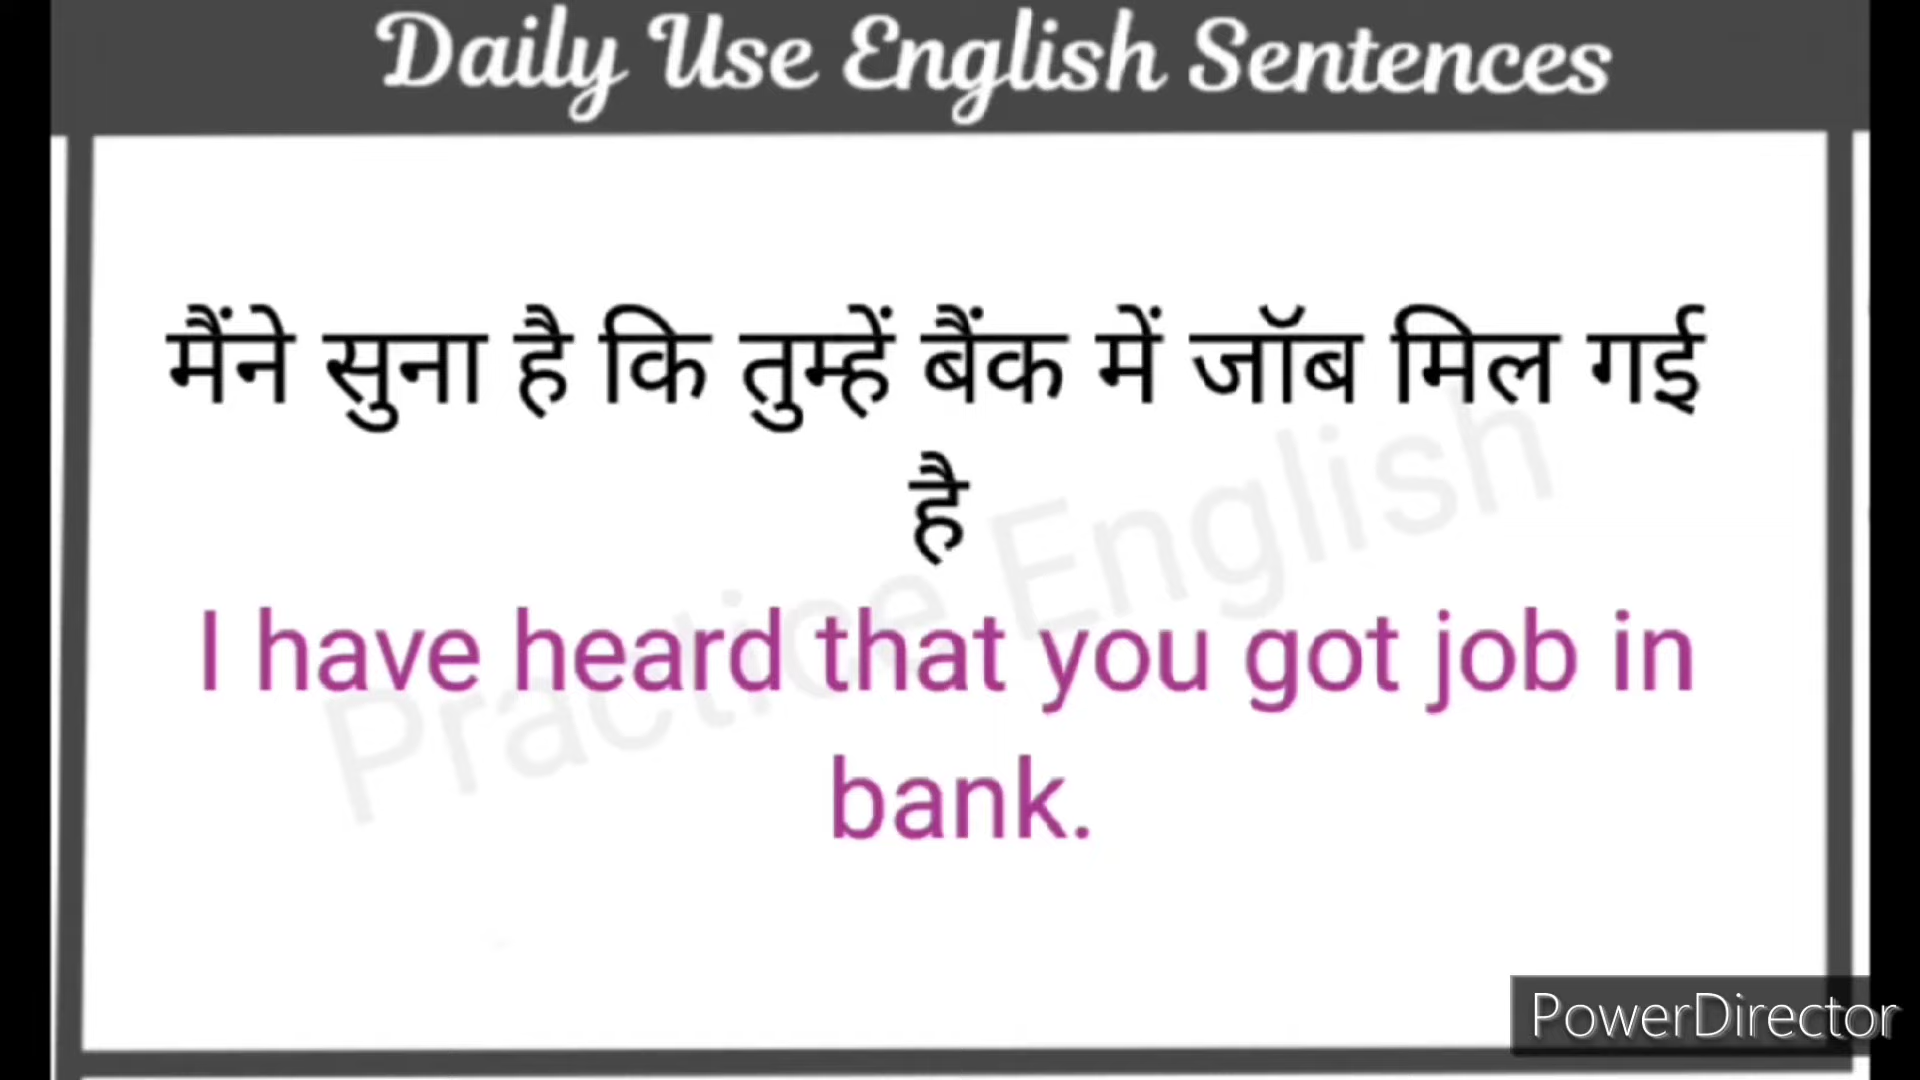 Daily Use English Sentences
मैंने सुना है कि तुम्हें बैंक में जॉब मिल गई
है
I have heard that you got job in
bank.
Practice English
PowerDirector